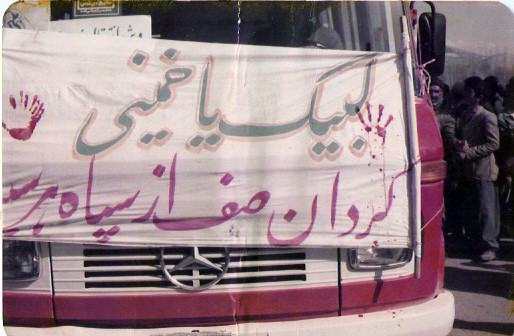 لبیک یا خمینی
گردان صف از سپاه